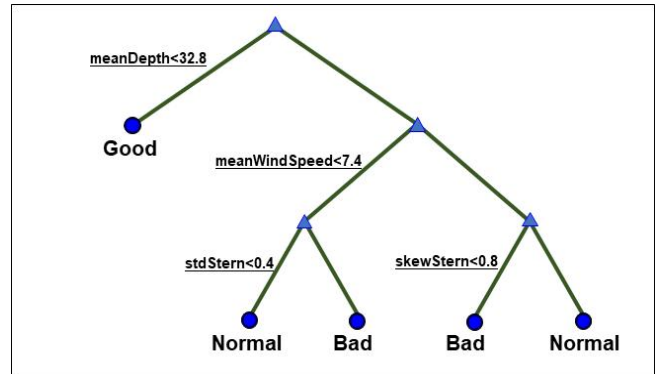 meanDepth<32.8
Good
meanWindSpeed<7.4
stdStern<0.4
skewStern<0.8
Normal
Bad
Bad
Normal